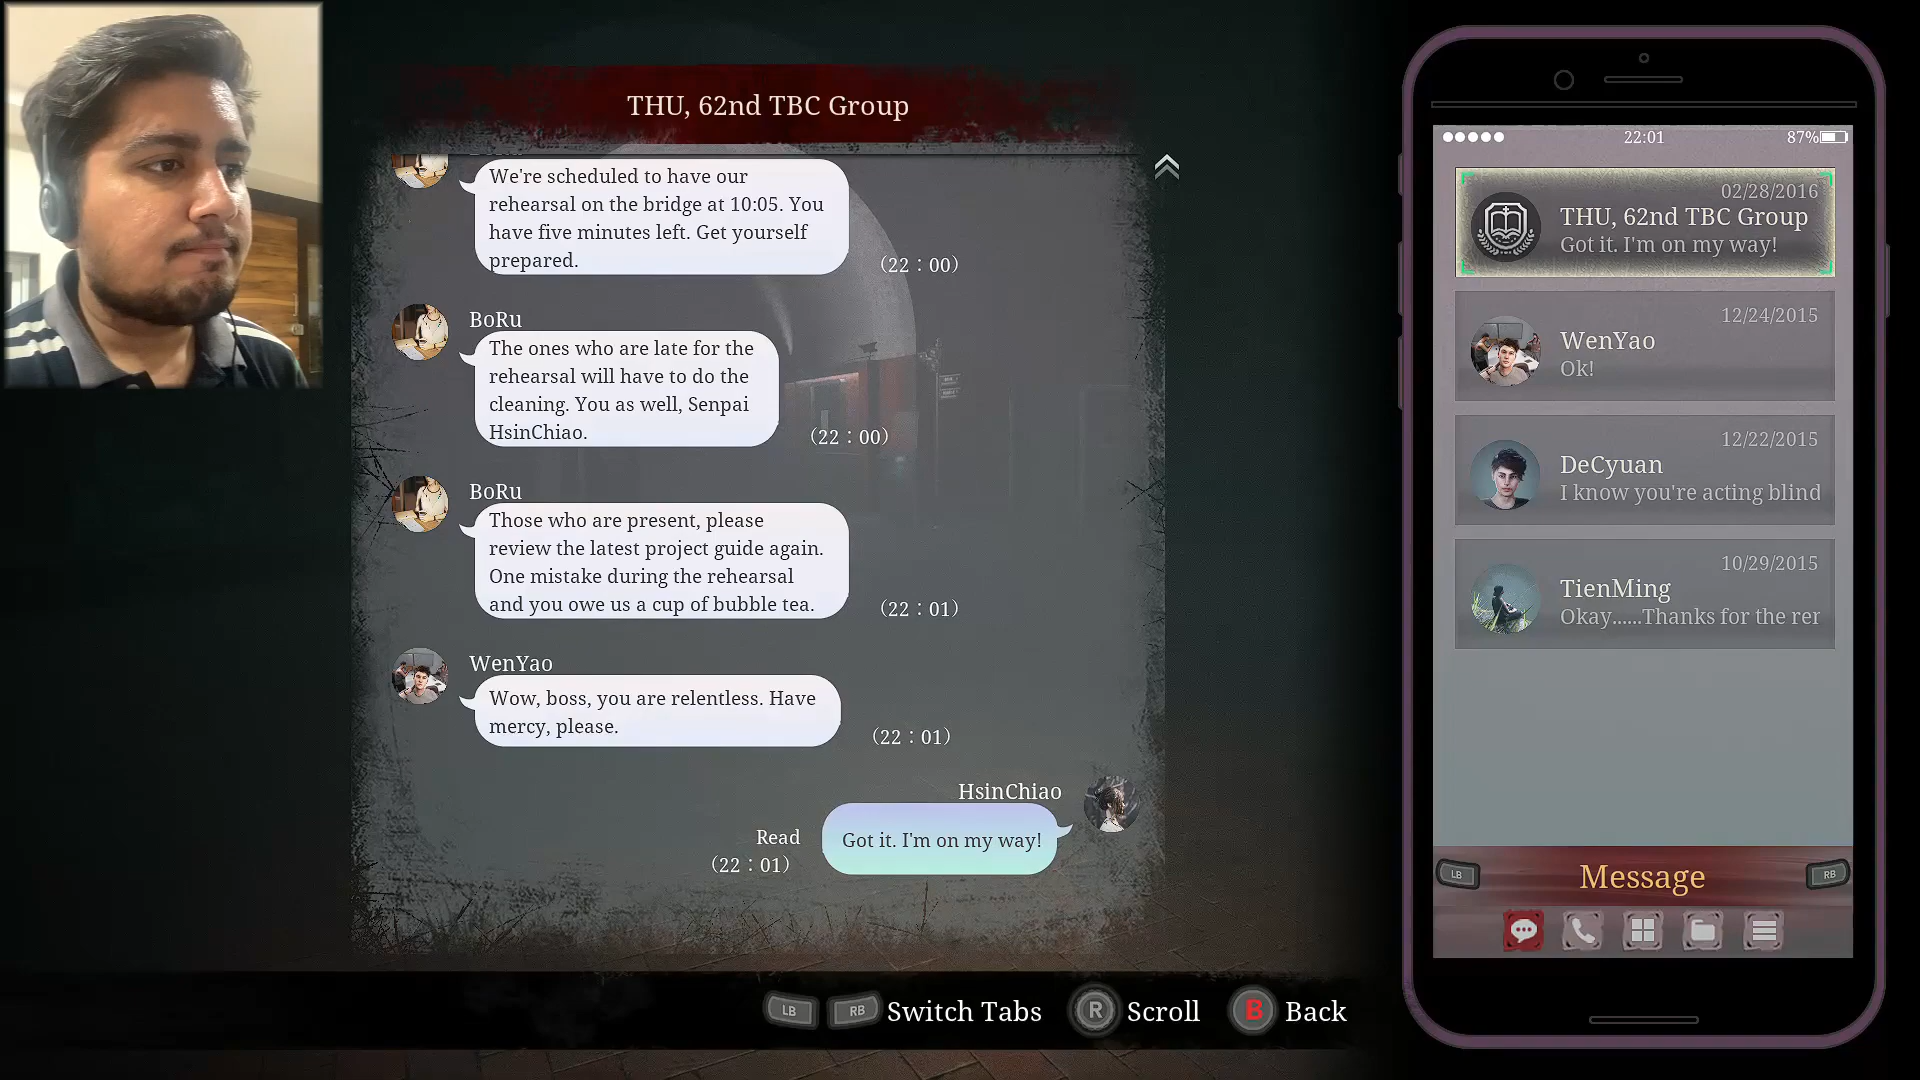 THU, 62nd TBC Group
We're scheduled to have our
rehearsal on the bridge at 10:05. You
have five minutes left. Get yourself
prepared.
(22：00)
BoRu
The ones who are late for the
rehearsal will have to do the
cleaning. You as well, Senpai
HsinChiao.
(22：00)
BoRu
Those who are present, please
review the latest project guide again.
One mistake during the rehearsal
and you owe us a cup of bubble tea.
(22：01)
WenYao
Wow, boss, you are relentless. Have
mercy, please.
(22：01)
HsinChiao
Got it. I'm on my way!
Read
(22：01)
LB RB Switch Tabs R Scroll B Back
22:01
87%
02/28/2016
THU, 62nd TBC Group
Got it. I'm on my way!
12/24/2015
WenYao
Ok!
12/22/2015
DeCyuan
I know you're acting blind
10/29/2015
TienMing
Okay......Thanks for the rer
LB Message RB